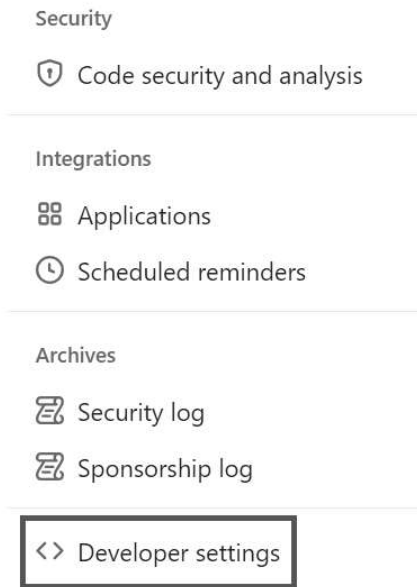 Security
Code security and analysis
Integrations
Applications
Scheduled reminders
Archives
Security log
Sponsorship log
Developer settings